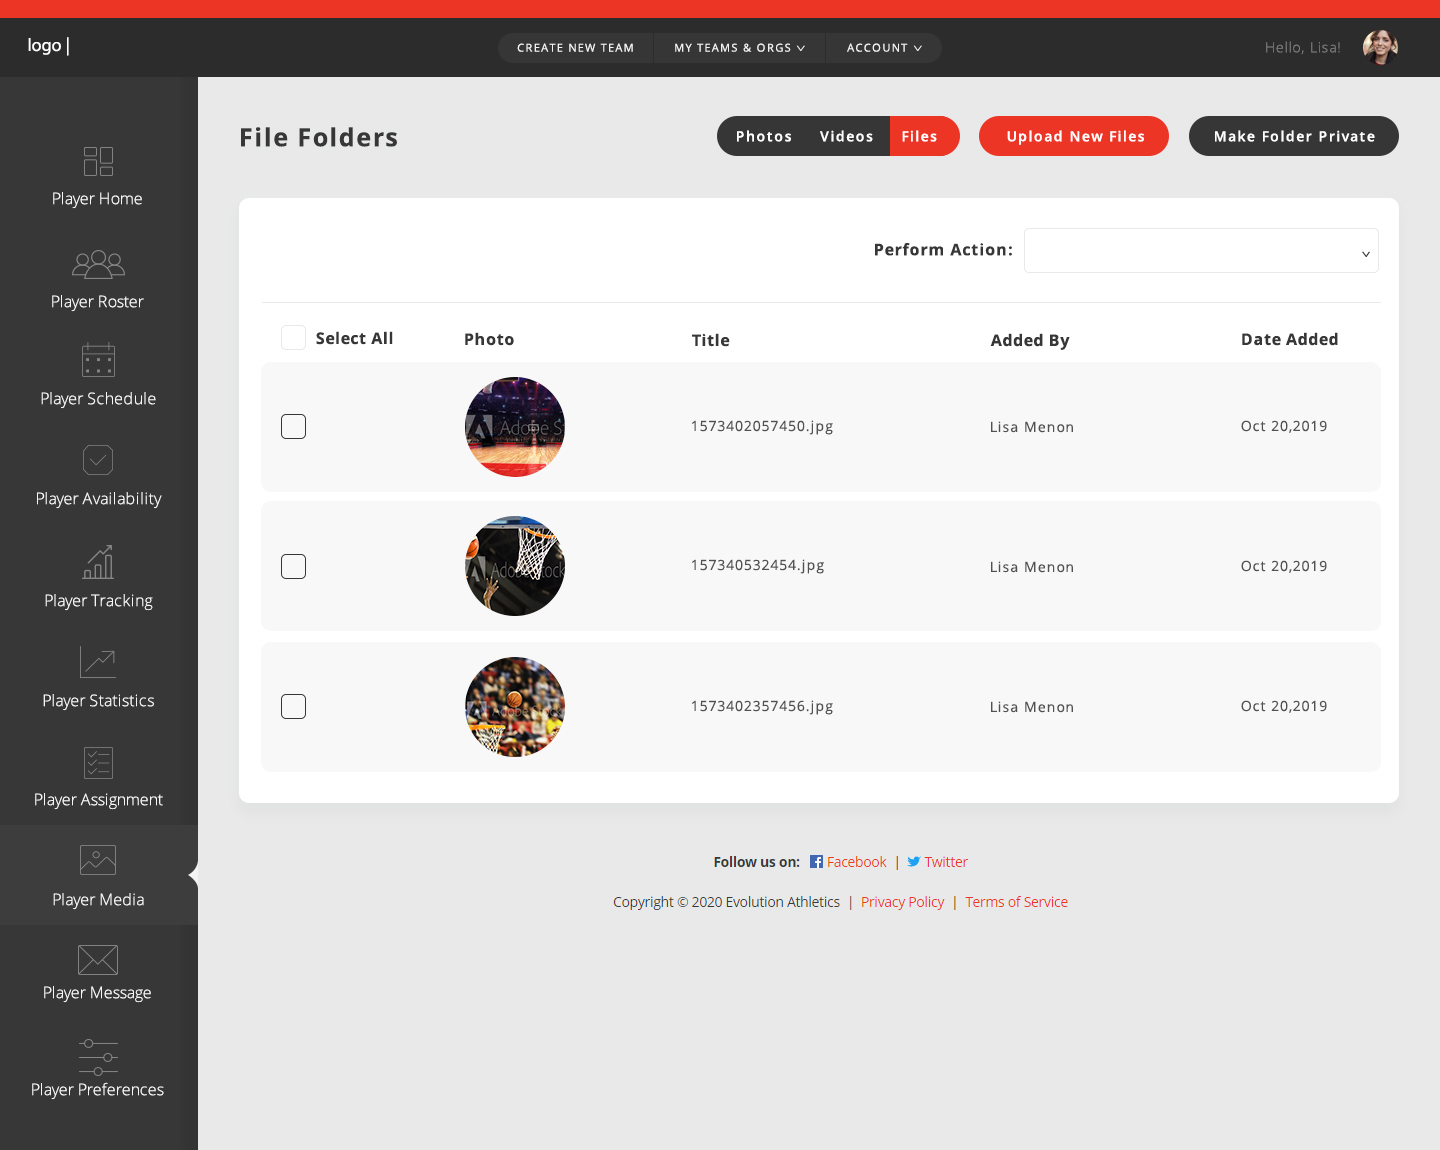 logo |
CREATE NEW TEAM
MY TEAMS & ORGS
ACCOUNT
Hello, Lisa!
Player Home
Player Roster
Player Schedule
Player Availability
Player Tracking
Player Statistics
Player Assignment
Player Media
Player Message
Player Preferences
File Folders
Photos Videos Files
Upload New Files
Make Folder Private
Perform Action:
Select All Photo Title Added By Date Added
Adobe St
1573402057450.jpg Lisa Menon Oct 20,2019
Adobe Stock
157340532454.jpg Lisa Menon Oct 20,2019
Adobe Stock
1573402357456.jpg Lisa Menon Oct 20,2019
Follow us on: Facebook | Twitter
Copyright © 2020 Evolution Athletics | Privacy Policy | Terms of Service